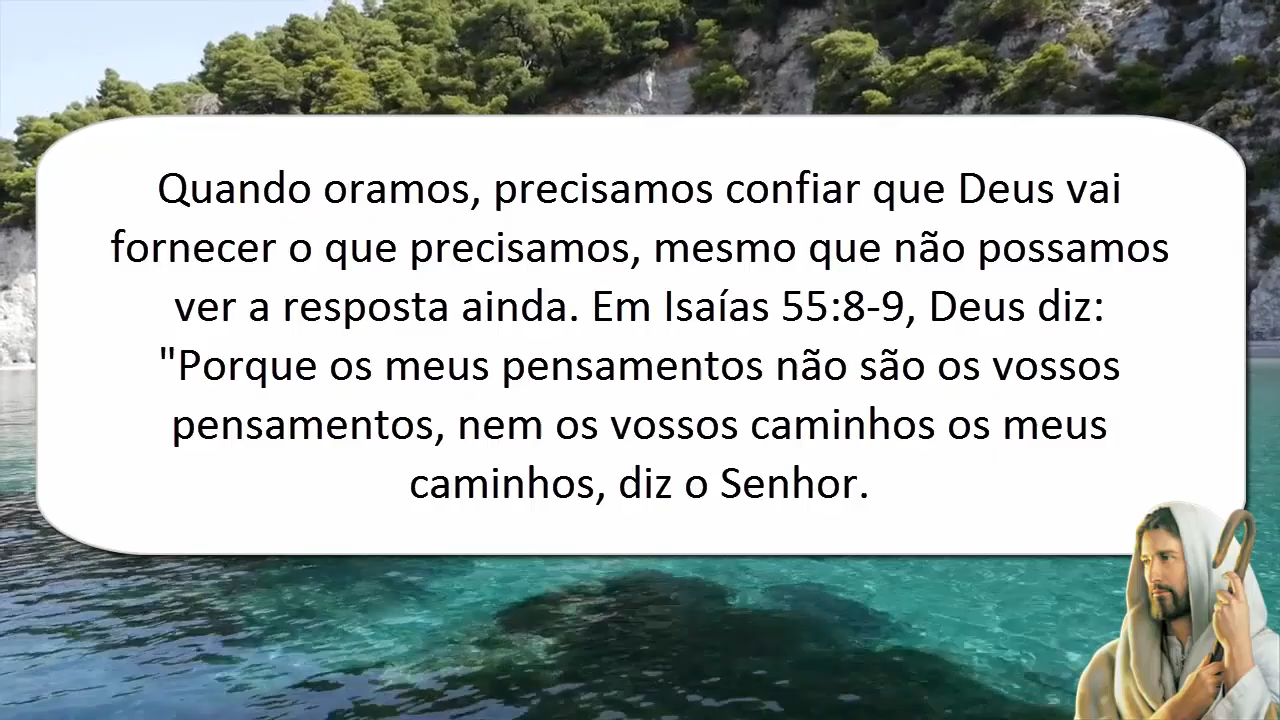 Quando oramos, precisamos confiar que Deus vai
fornecer o que precisamos, mesmo que não possamos
ver a resposta ainda. Em Isaías 55:8-9, Deus diz:
"Porque os meus pensamentos não são os vossos
pensamentos, nem os vossos caminhos os meus
caminhos, diz o Senhor.